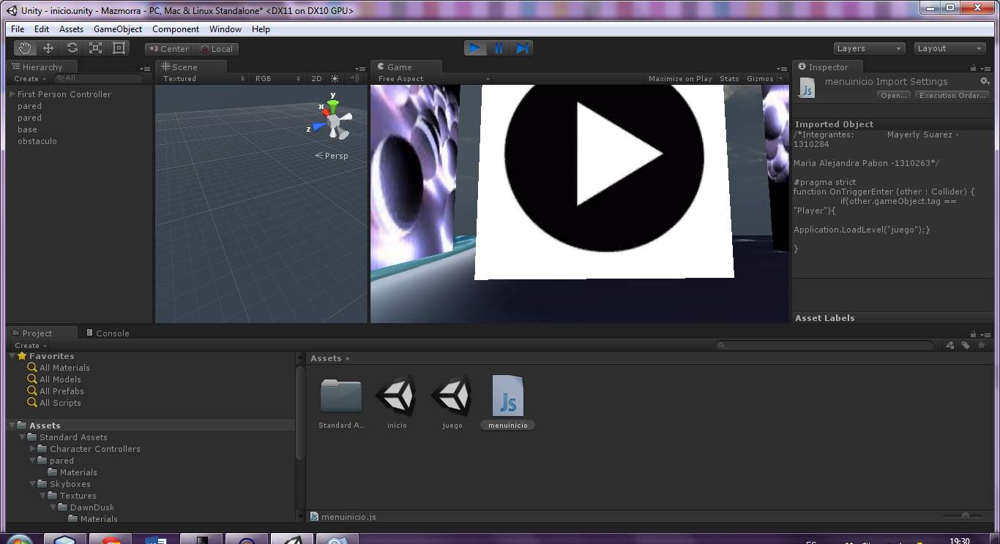 Unity - inicio.unity - Mazmorra - PC, Mac & Linux Standalone* <DX11 on DX10 GPU>
File Edit Assets GameObject Component Window Help
Center Local
Layers Layout
Hierarchy
Create All
First Person Controller
pared
pared
base
obstaculo
Scene
Textured RGB 2D
y
x
z
Persp
Game
Free Aspect Maximize on Play Stats Gizmos
Inspector
menuinicio Import Settings
Js
Open... Execution Order...
Imported Object
/*Integrantes: Mayerly Suarez -
1310284
Maria Alejandra Pabon -1310263*/
#pragma strict
function OnTriggerEnter (other : Collider) {
if(other.gameObject.tag ==
"Player"){
Application.LoadLevel("juego");}
}
Asset Labels
Project Console
Create
Favorites
All Materials
All Models
All Prefabs
All Scripts
Assets
Standard Assets
Character Controllers
pared
Materials
Skyboxes
Textures
DawnDusk
Materials
Assets
Js
Standard A... inicio juego menuinicio
Js menuinicio.js
ES 19:30